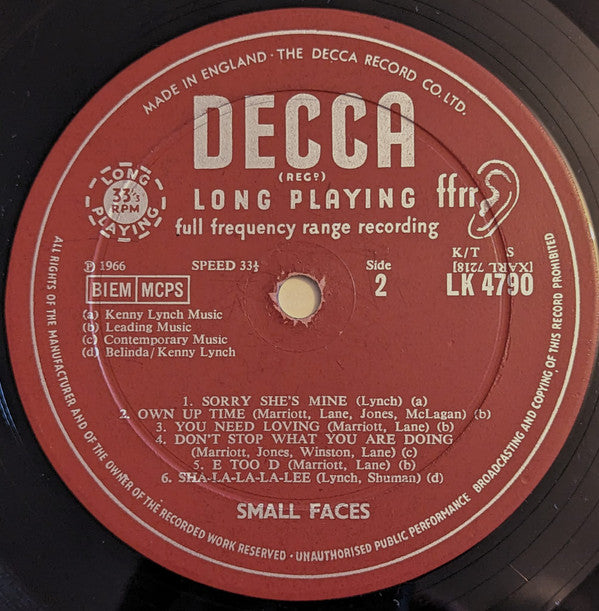 MADE IN ENGLAND · THE DECCA RECORD CO. LTD.
DECCA
(REGD)
LONG PLAYING
ffrr
full frequency range recording
LONG PLAYING
33⅓
RPM
S T/K
(XARL 7218)
℗ 1966
SPEED 33⅓
Side
2
LK 4790
BIEM MCPS
(a) Kenny Lynch Music
(b) Leading Music
(c) Contemporary Music
(d) Belinda/Kenny Lynch
1. SORRY SHE'S MINE (Lynch) (a)
2. OWN UP TIME (Marriott, Lane, Jones, McLagan) (b)
3. YOU NEED LOVING (Marriott, Lane) (b)
4. DON'T STOP WHAT YOU ARE DOING
(Marriott, Jones, Winston, Lane) (c)
5. E TOO D (Marriott, Lane) (b)
6. SHA-LA-LA-LA-LEE (Lynch, Shuman) (d)
SMALL FACES
ALL RIGHTS OF THE MANUFACTURER AND OF THE OWNER OF THE RECORDED WORK RESERVED · UNAUTHORISED PUBLIC PERFORMANCE BROADCASTING AND COPYING OF THIS RECORD PROHIBITED